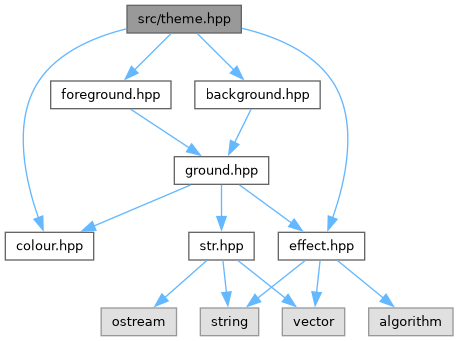 src/theme.hpp
foreground.hpp
background.hpp
ground.hpp
colour.hpp
str.hpp
effect.hpp
ostream
string
vector
algorithm